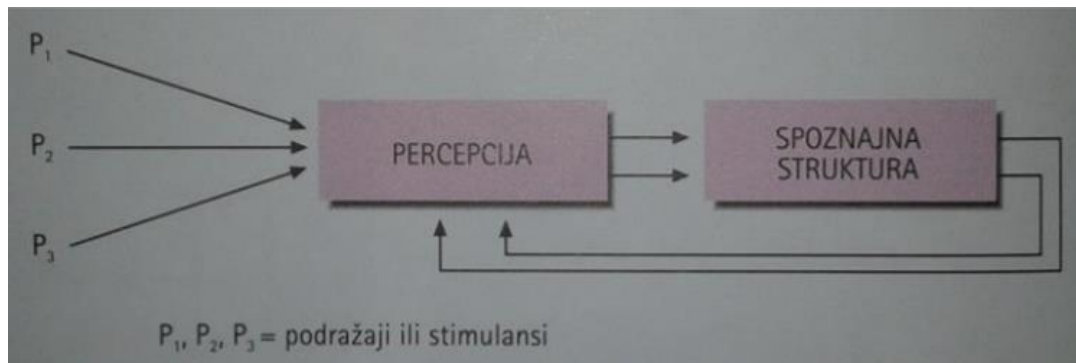 P₁
P₂
P₃
PERCEPCIJA
SPOZNAJNA
STRUKTURA
P₁, P₂, P₃ = podražaji ili stimulansi